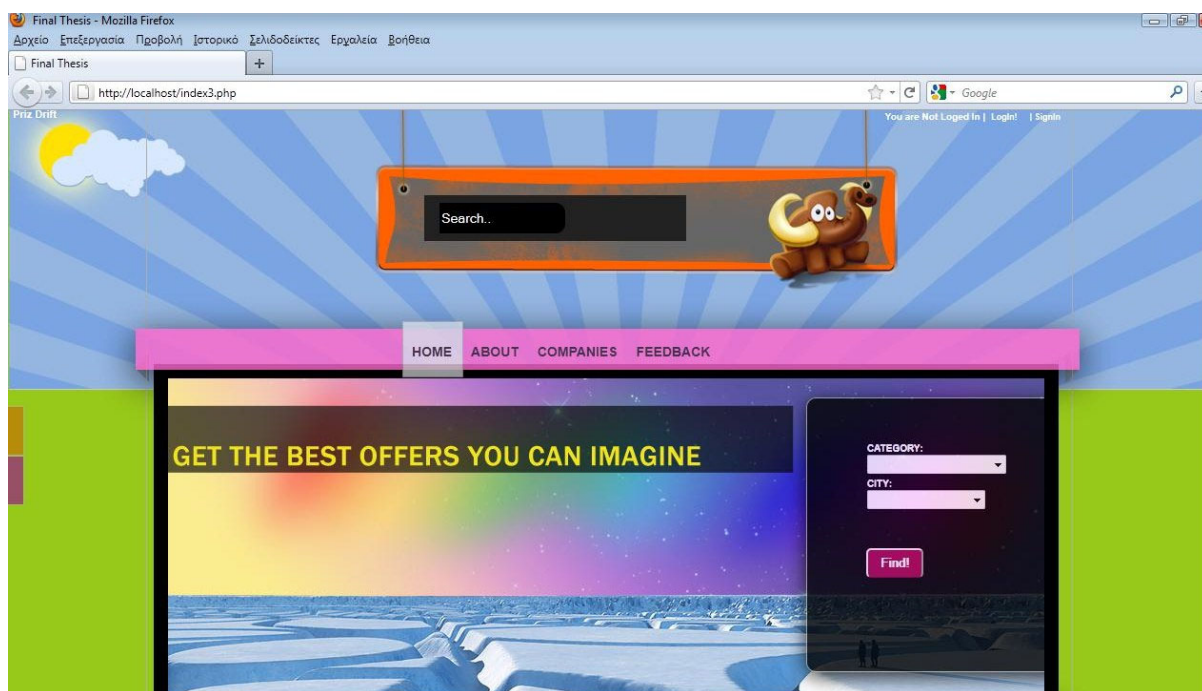 Final Thesis - Mozilla Firefox
Αρχείο Επεξεργασία Προβολή Ιστορικό Σελιδοδείκτες Εργαλεία Βοήθεια
Final Thesis
http://localhost/index3.php
Google
Priz Drift
You are Not Loged In | LogIn! | SignIn
Search..
HOME ABOUT COMPANIES FEEDBACK
GET THE BEST OFFERS YOU CAN IMAGINE
CATEGORY:
CITY:
Find!